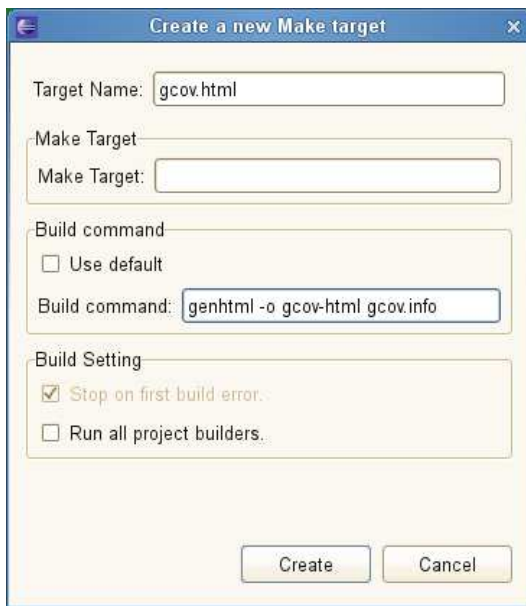 Create a new Make target
Target Name: gcov.html
Make Target
Make Target:
Build command
Use default
Build command: genhtml -o gcov-html gcov.info
Build Setting
Stop on first build error.
Run all project builders.
Create Cancel